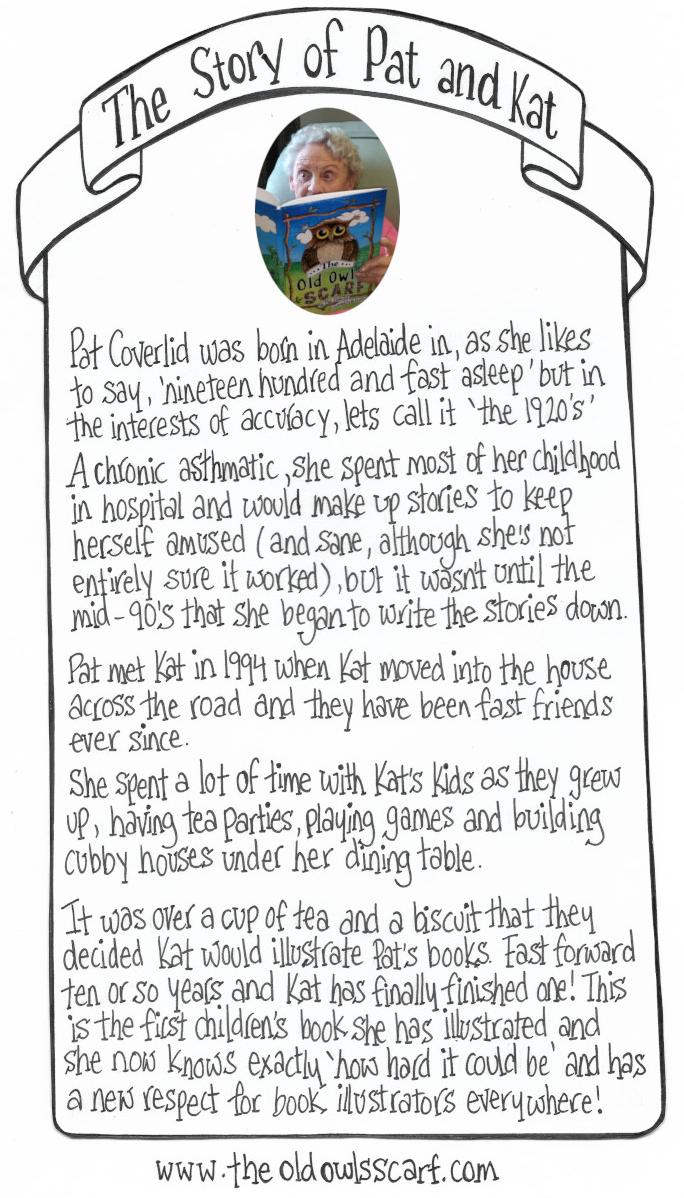 The Story of Pat and Kat
The
Old Owl
SCARF
Pat Coverlid was born in Adelaide in, as she likes
to say, 'nineteen hundred and fast asleep' but in
the interests of accuracy, lets call it 'the 1920's'
A chronic asthmatic, she spent most of her childhood
in hospital and would make up stories to keep
herself amused (and sane, although she's not
entirely sure it worked), but it wasn't until the
mid-90's that she began to write the stories down.
Pat met Kat in 1994 when Kat moved into the house
across the road and they have been fast friends
ever since.
She spent a lot of time with Kat's kids as they grew
up, having tea parties, playing games and building
cubby houses under her dining table.
It was over a cup of tea and a biscuit that they
decided Kat would illustrate Pat's books. Fast forward
ten or so years and Kat has finally finished one! This
is the first children's book she has illustrated and
she now knows exactly 'how hard it could be' and has
a new respect for book illustrators everywhere!
www.theoldowlsscarf.com